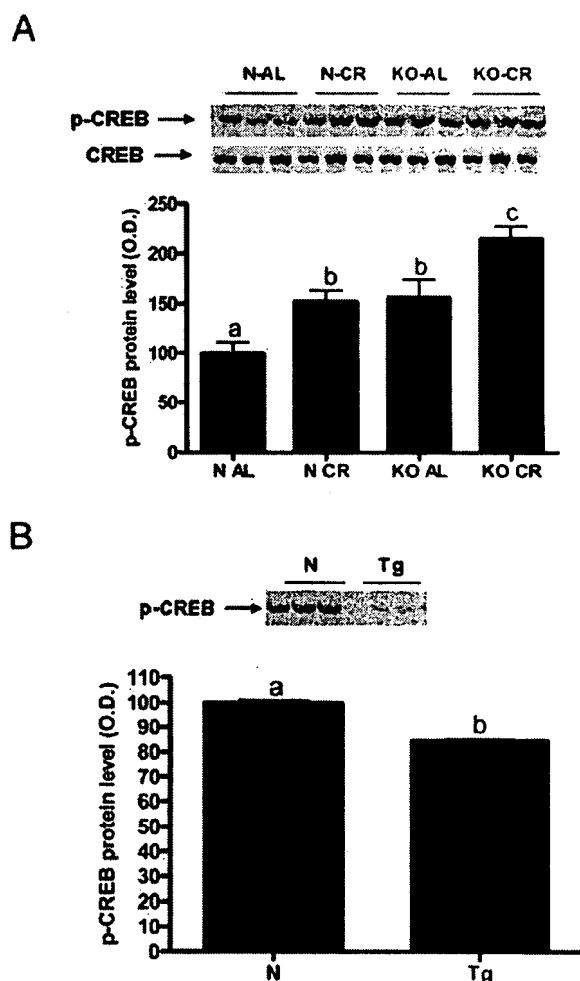 A
N-AL N-CR KO-AL KO-CR
p-CREB
CREB
p-CREB protein level (O.D.)
250
200
150
100
50
0
a
b
b
c
N AL N CR KO AL KO CR
B
N Tg
p-CREB
p-CREB protein level (O.D.)
110
100
90
80
70
60
50
40
30
20
10
0
a
b
N Tg